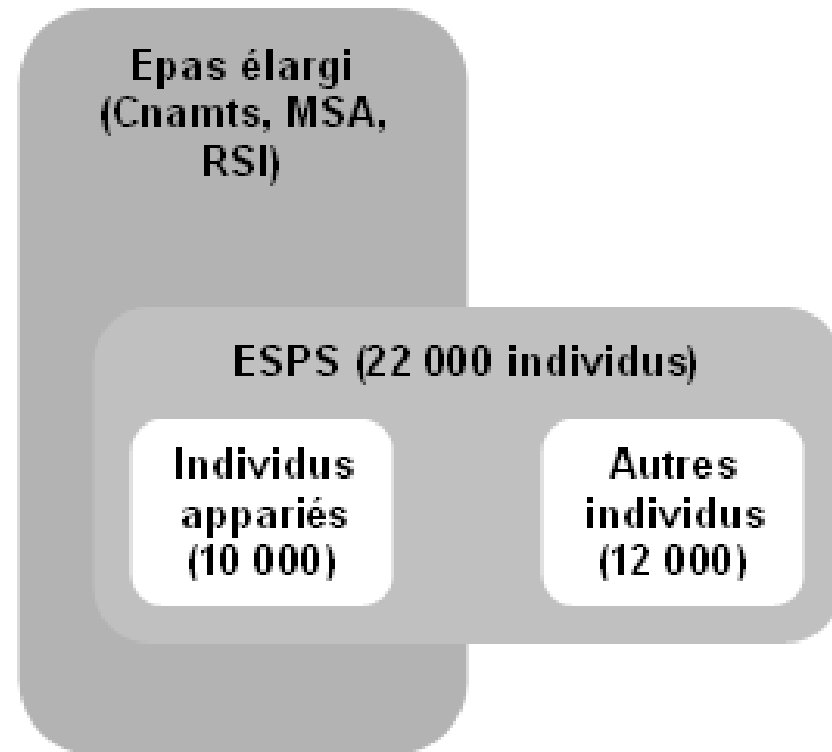 Epas élargi
(Cnamts, MSA,
RSI)
ESPS (22 000 individus)
Individus
appariés
(10 000)
Autres
individus
(12 000)